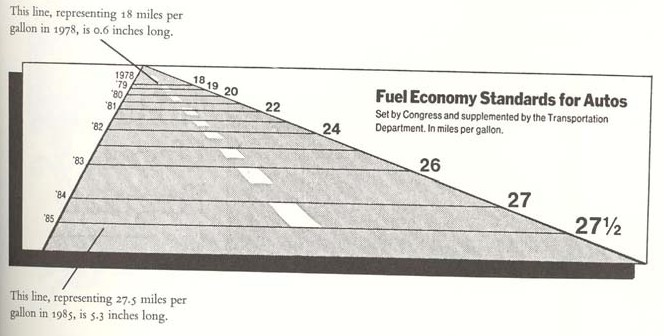 This line, representing 18 miles per
gallon in 1978, is 0.6 inches long.
1978
'79
'80
'81
'82
'83
'84
'85
18
19
20
22
24
26
27
27½
Fuel Economy Standards for Autos
Set by Congress and supplemented by the Transportation
Department. In miles per gallon.
This line, representing 27.5 miles per
gallon in 1985, is 5.3 inches long.